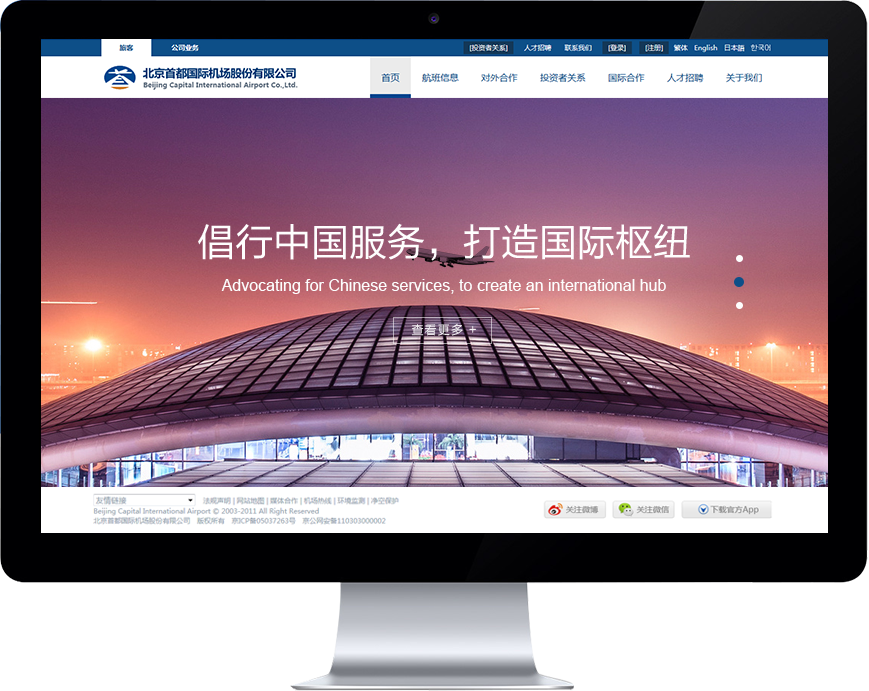 旅客 公司业务 [投资者关系] 人才招聘 联系我们 [登录] [注册] 繁体 English 日本語 한국어
北京首都国际机场股份有限公司
Beijing Capital International Airport Co.,Ltd.
首页 航班信息 对外合作 投资者关系 国际合作 人才招聘 关于我们
倡行中国服务，打造国际枢纽
Advocating for Chinese services, to create an international hub
查看更多 +
友情链接 法规声明 | 网站地图 | 媒体合作 | 机场热线 | 环境监测 | 净空保护
Beijing Capital International Airport © 2003-2011 All Right Reserved
北京首都国际机场股份有限公司 版权所有 京ICP备05037263号 京公网安备110303000002
关注微博 关注微信 下载官方App